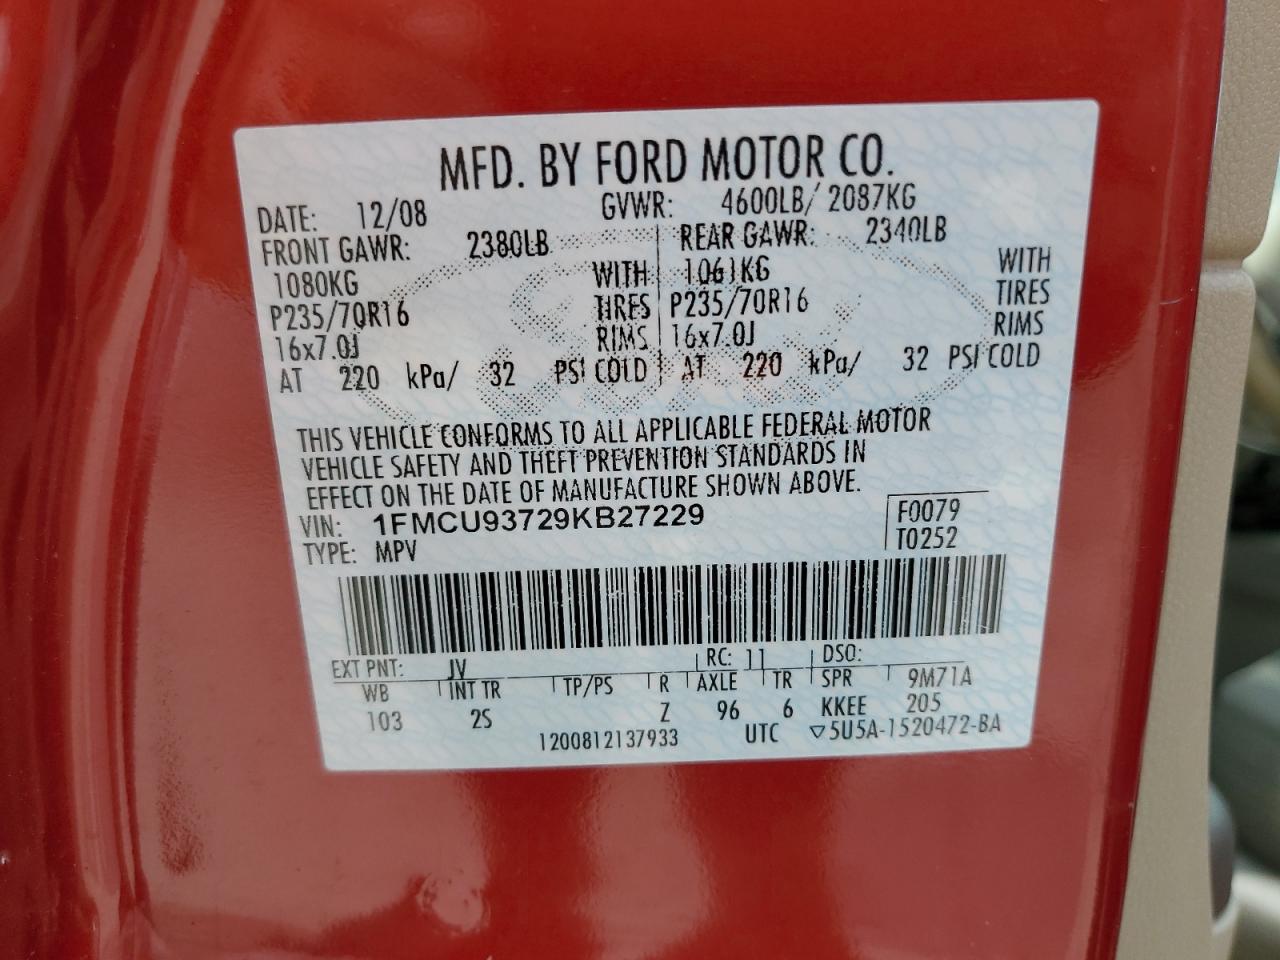 MFD. BY FORD MOTOR CO.
DATE: 12/08 GVWR: 4600LB/ 2087KG
FRONT GAWR: 2380LB REAR GAWR: 2340LB
1080KG WITH 1061KG WITH
P235/70R16 TIRES P235/70R16 TIRES
16x7.0J RIMS 16x7.0J RIMS
AT 220 kPa/ 32 PSI COLD AT 220 kPa/ 32 PSI COLD
THIS VEHICLE CONFORMS TO ALL APPLICABLE FEDERAL MOTOR
VEHICLE SAFETY AND THEFT PREVENTION STANDARDS IN
EFFECT ON THE DATE OF MANUFACTURE SHOWN ABOVE.
VIN: 1FMCU93729KB27229 F0079
TYPE: MPV T0252
EXT PNT: JV RC: 11 DSO:
WB INT TR TP/PS R AXLE TR SPR 9M71A
103 2S Z 96 6 KKEE 205
1200812137933 UTC ▽5U5A-1520472-BA